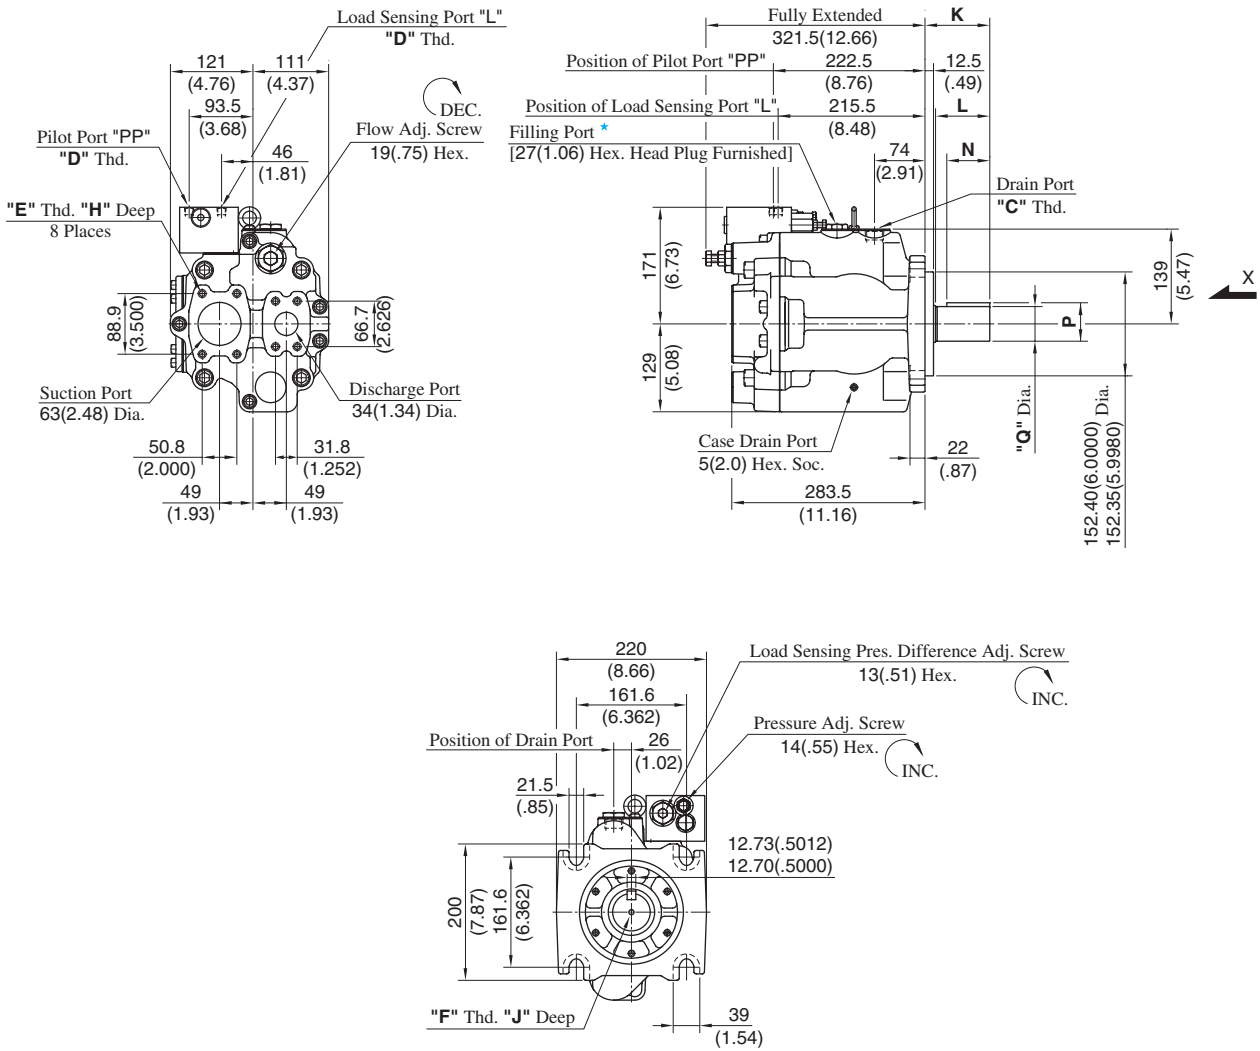 Load Sensing Port "L"
"D" Thd.
121
(4.76)
111
(4.37)
93.5
(3.68)
DEC.
Flow Adj. Screw
19(.75) Hex.
Pilot Port "PP"
"D" Thd.
46
(1.81)
"E" Thd. "H" Deep
8 Places
88.9
(3.500)
66.7
(2.626)
Suction Port
63(2.48) Dia.
Discharge Port
34(1.34) Dia.
50.8
(2.000)
31.8
(1.252)
49
(1.93)
49
(1.93)
Fully Extended
321.5(12.66)
K
Position of Pilot Port "PP"
222.5
(8.76)
12.5
(.49)
Position of Load Sensing Port "L"
215.5
(8.48)
L
Filling Port ★
[27(1.06) Hex. Head Plug Furnished]
74
(2.91)
N
Drain Port
"C" Thd.
171
(6.73)
129
(5.08)
139
(5.47)
X
P
"Q" Dia.
152.40(6.0000)
152.35(5.9980)
Dia.
Case Drain Port
5(2.0) Hex. Soc.
22
(.87)
283.5
(11.16)
220
(8.66)
Load Sensing Pres. Difference Adj. Screw
13(.51) Hex.
INC.
161.6
(6.362)
Pressure Adj. Screw
14(.55) Hex.
INC.
Position of Drain Port
26
(1.02)
21.5
(.85)
12.73(.5012)
12.70(.5000)
200
(7.87)
161.6
(6.362)
"F" Thd. "J" Deep
39
(1.54)